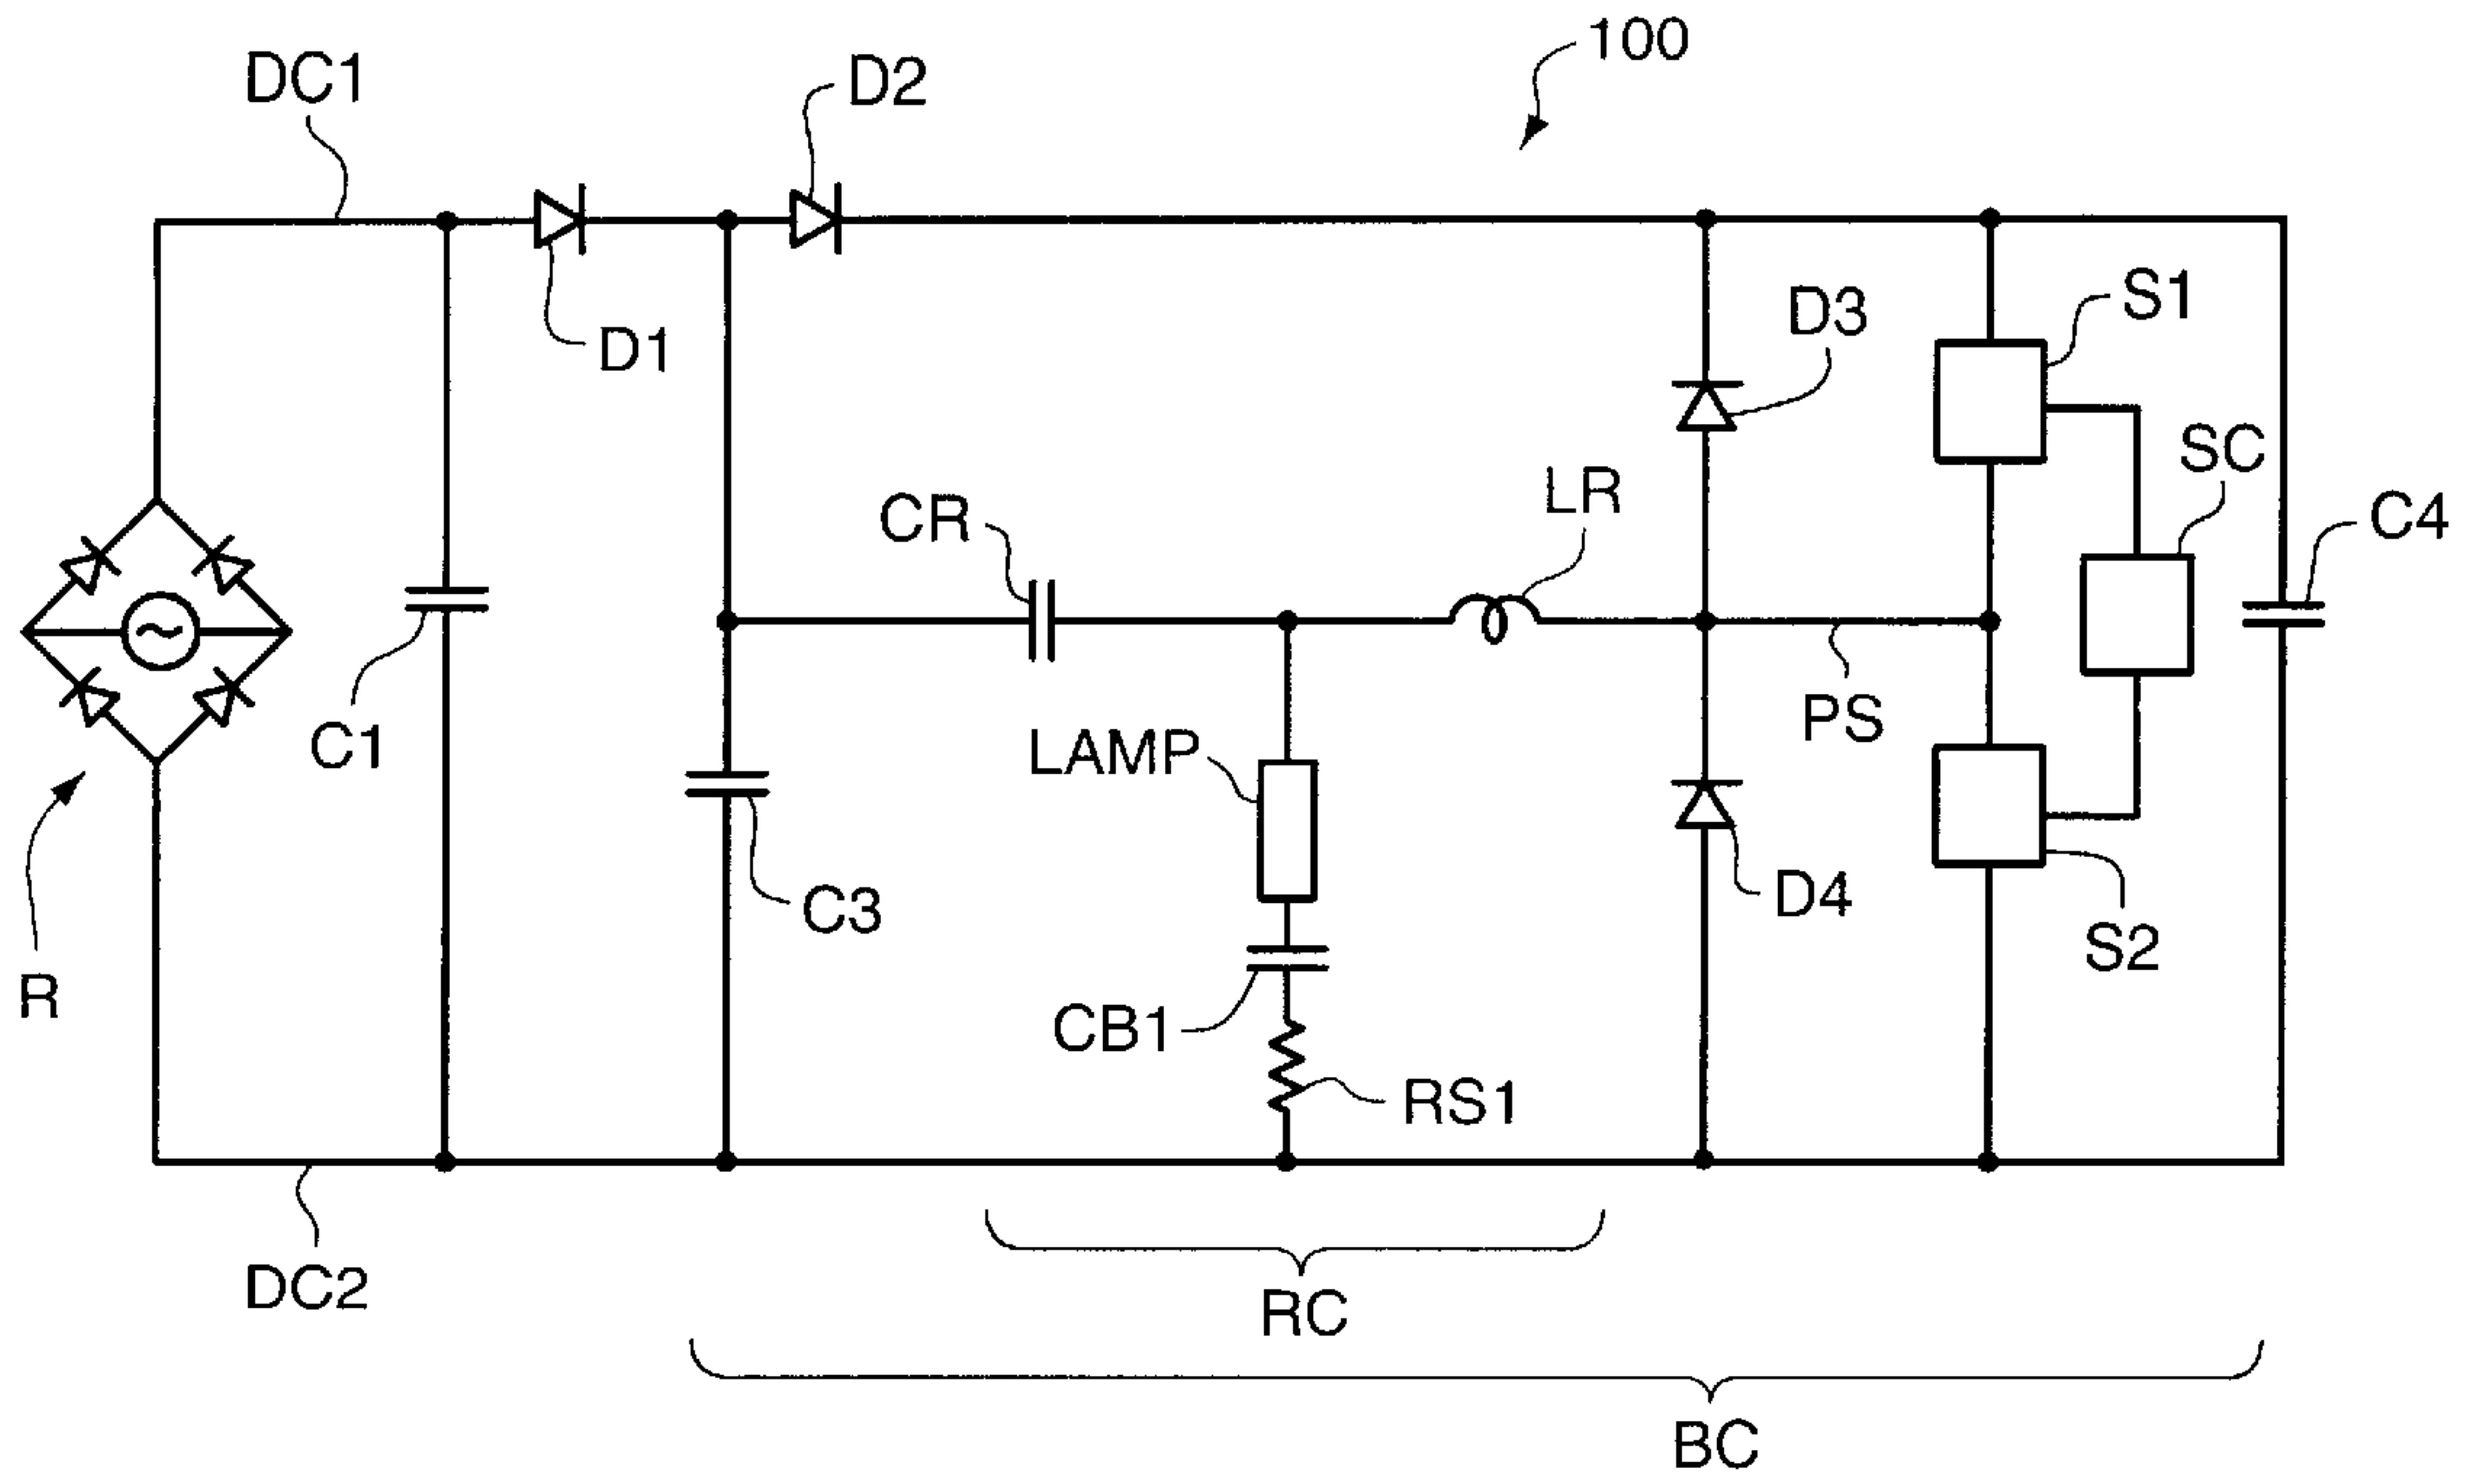 100
DC1
D2
D1
D3
S1
SC
LR
CR
C4
C1
PS
LAMP
C3
D4
S2
R
CB1
RS1
DC2
RC
BC